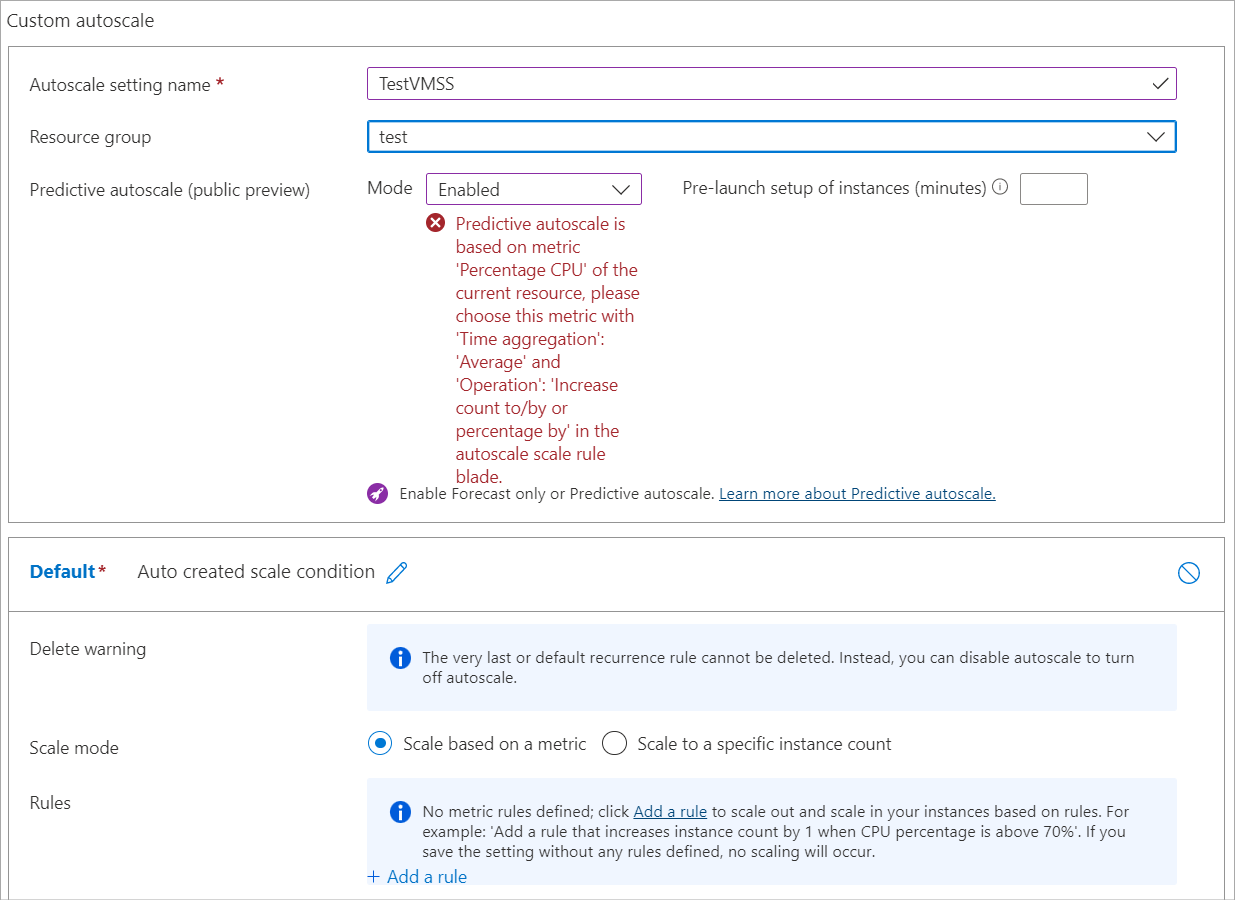 Custom autoscale
Autoscale setting name *
TestVMSS
Resource group
test
Predictive autoscale (public preview)
Mode
Enabled
Pre-launch setup of instances (minutes)
Predictive autoscale is
based on metric
'Percentage CPU' of the
current resource, please
choose this metric with
'Time aggregation':
'Average' and
'Operation': 'Increase
count to/by or
percentage by' in the
autoscale scale rule
blade.
Enable Forecast only or Predictive autoscale. Learn more about Predictive autoscale.
Default*
Auto created scale condition
Delete warning
The very last or default recurrence rule cannot be deleted. Instead, you can disable autoscale to turn
off autoscale.
Scale mode
Scale based on a metric
Scale to a specific instance count
Rules
No metric rules defined; click Add a rule to scale out and scale in your instances based on rules. For
example: 'Add a rule that increases instance count by 1 when CPU percentage is above 70%'. If you
save the setting without any rules defined, no scaling will occur.
+ Add a rule